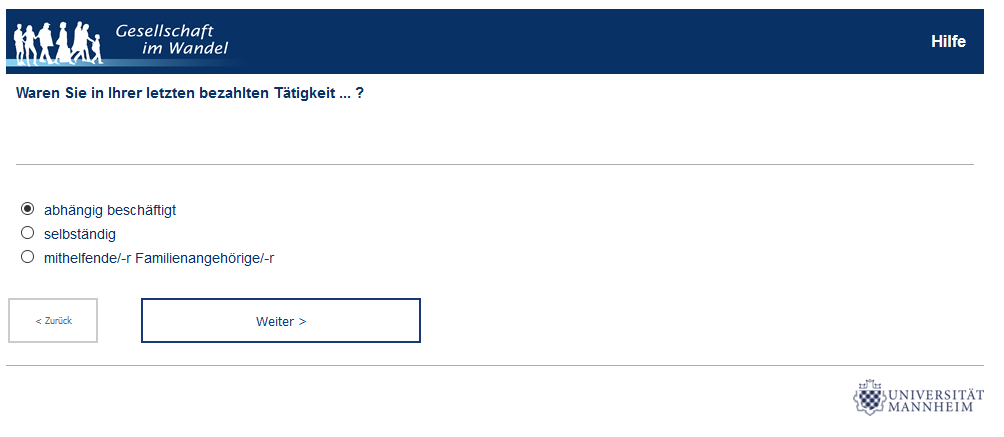 Gesellschaft
im Wandel
Hilfe
Waren Sie in Ihrer letzten bezahlten Tätigkeit ... ?
abhängig beschäftigt
selbständig
mithelfende/-r Familienangehörige/-r
< Zurück
Weiter >
UNIVERSITÄT
MANNHEIM